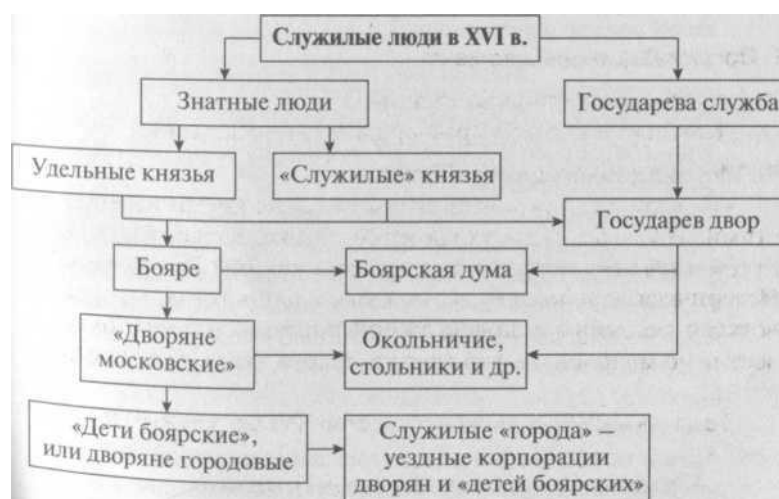 Служилые люди в XVI в.
Знатные люди
Государева служба
Удельные князья
«Служилые» князья
Государев двор
Бояре
Боярская дума
«Дворяне
московские»
Окольничие,
стольники и др.
«Дети боярские»,
или дворяне городовые
Служилые «города» –
уездные корпорации
дворян и «детей боярских»